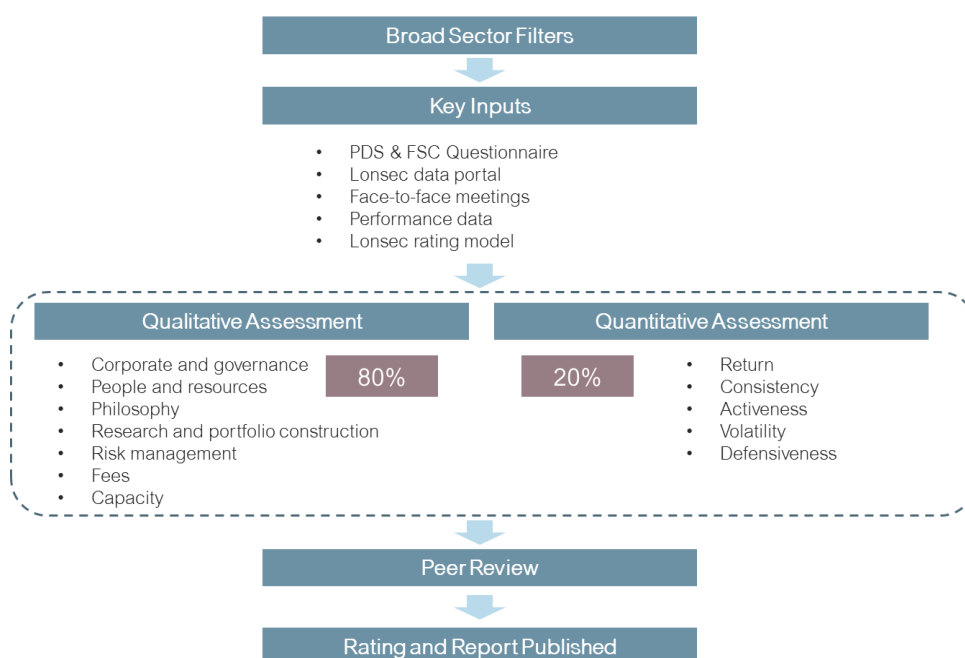 Broad Sector Filters
Key Inputs
• PDS & FSC Questionnaire
• Lonsec data portal
• Face-to-face meetings
• Performance data
• Lonsec rating model
Qualitative Assessment
• Corporate and governance
• People and resources
• Philosophy
• Research and portfolio construction
• Risk management
• Fees
• Capacity
80%
Quantitative Assessment
20%
• Return
• Consistency
• Activeness
• Volatility
• Defensiveness
Peer Review
Rating and Report Published